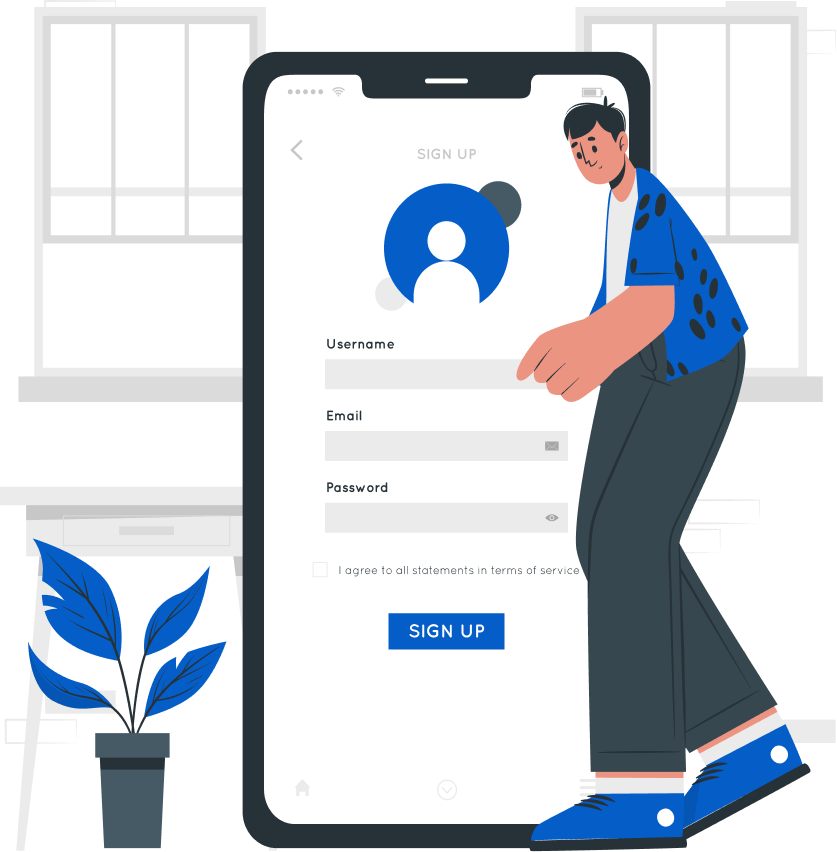 SIGN UP
Username
Email
Password
I agree to all statements in terms of service
SIGN UP